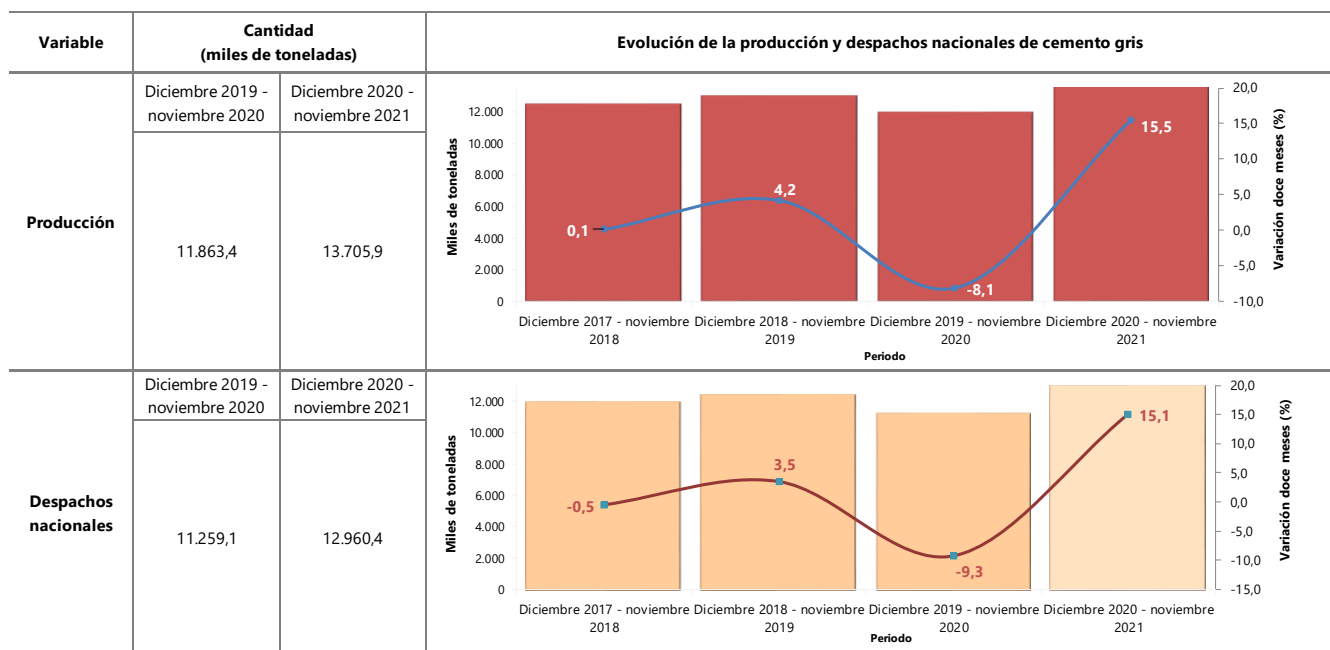 Variable
Cantidad
(miles de toneladas)
Evolución de la producción y despachos nacionales de cemento gris
Producción
Diciembre 2019 -
noviembre 2020
Diciembre 2020 -
noviembre 2021
11.863,4
13.705,9
Miles de toneladas
12.000
10.000
8.000
6.000
4.000
2.000
0
0,1
4,2
-8,1
15,5
20,0
15,0
10,0
5,0
0,0
-5,0
-10,0
Variación doce meses (%)
Diciembre 2017 - noviembre
2018
Diciembre 2018 - noviembre
2019
Diciembre 2019 - noviembre
2020
Diciembre 2020 - noviembre
2021
Periodo
Despachos
nacionales
Diciembre 2019 -
noviembre 2020
Diciembre 2020 -
noviembre 2021
11.259,1
12.960,4
Miles de toneladas
12.000
10.000
8.000
6.000
4.000
2.000
0
-0,5
3,5
-9,3
15,1
20,0
15,0
10,0
5,0
0,0
-5,0
-10,0
-15,0
Variación doce meses (%)
Diciembre 2017 - noviembre
2018
Diciembre 2018 - noviembre
2019
Diciembre 2019 - noviembre
2020
Diciembre 2020 - noviembre
2021
Periodo